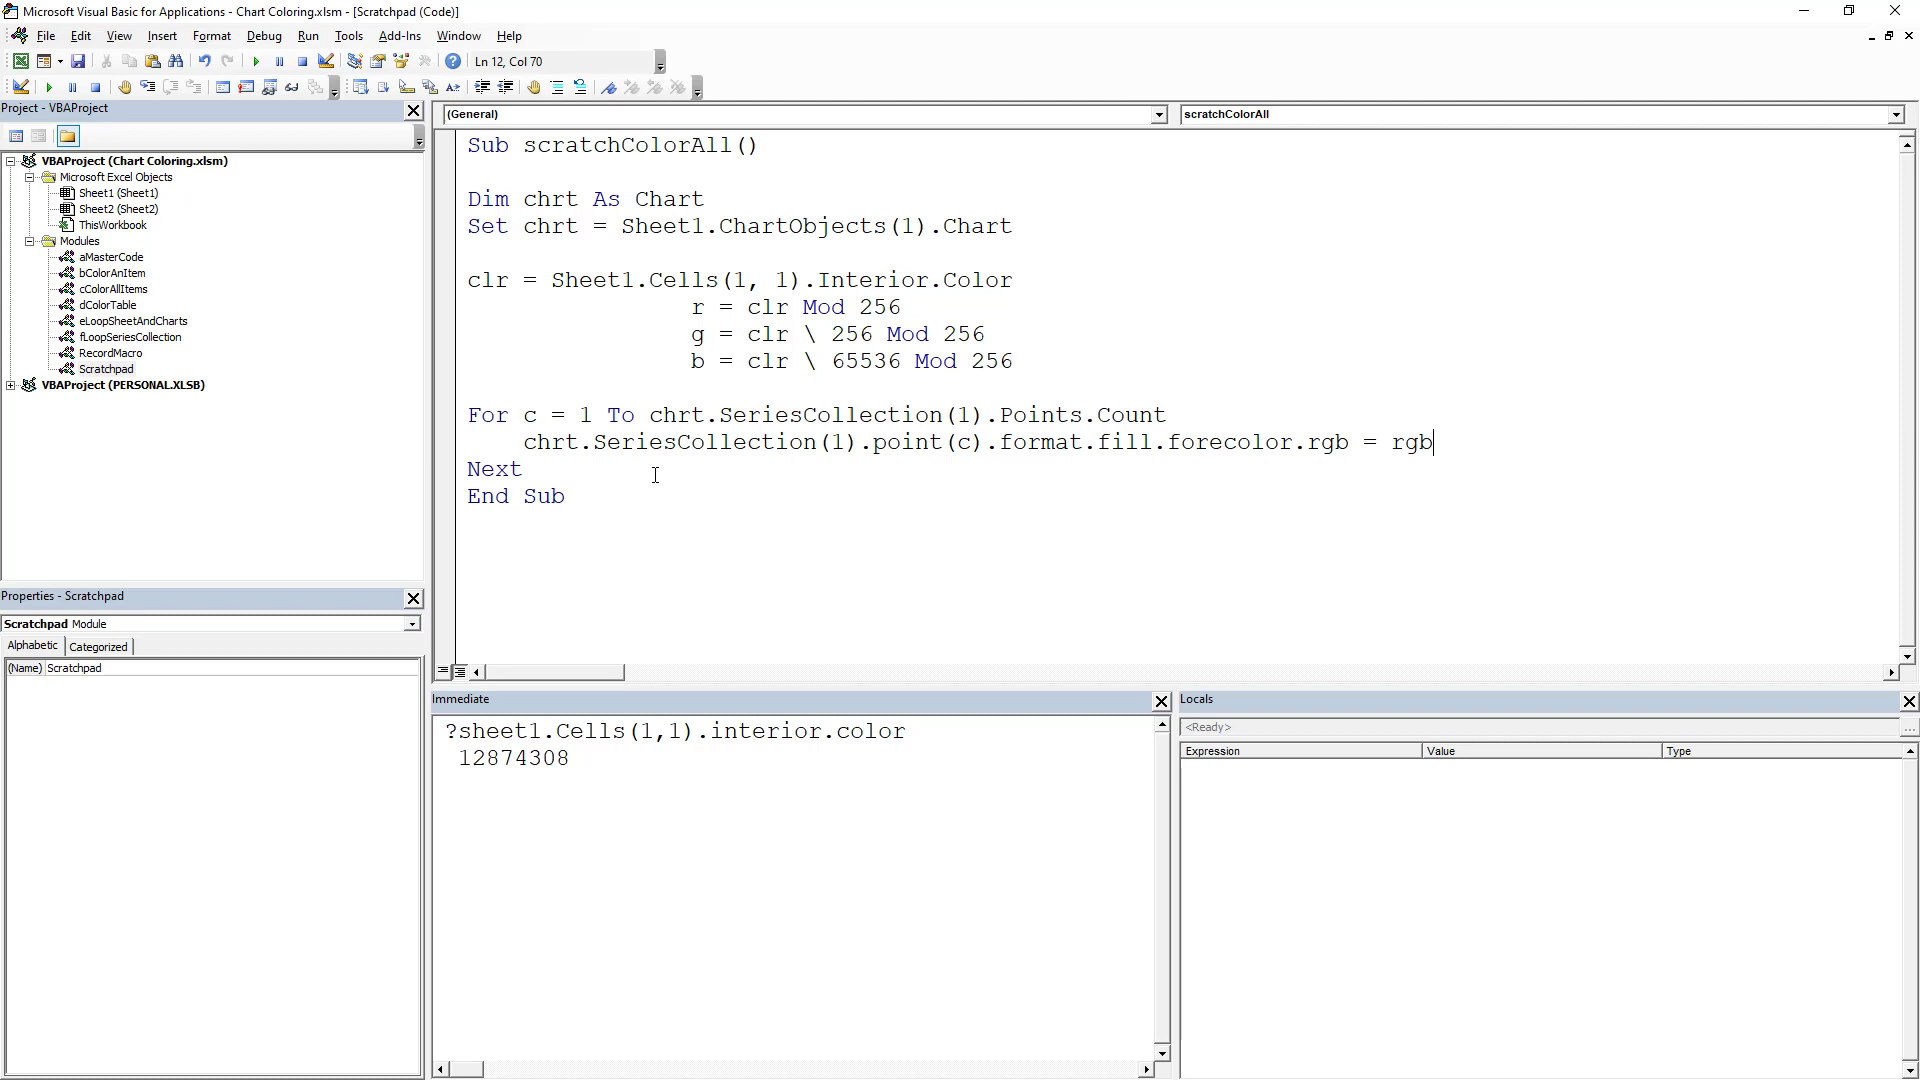 Microsoft Visual Basic for Applications - Chart Coloring.xlsm - [Scratchpad (Code)]
File Edit View Insert Format Debug Run Tools Add-Ins Window Help
Ln 12, Col 70
Project - VBAProject
VBAProject (Chart Coloring.xlsm)
Microsoft Excel Objects
Sheet1 (Sheet1)
Sheet2 (Sheet2)
ThisWorkbook
Modules
aMasterCode
bColorAnItem
cColorAllItems
dColorTable
eLoopSheetAndCharts
fLoopSeriesCollection
RecordMacro
Scratchpad
VBAProject (PERSONAL.XLSB)
Properties - Scratchpad
Scratchpad Module
Alphabetic Categorized
(Name) Scratchpad
(General) scratchColorAll
Sub scratchColorAll()
Dim chrt As Chart
Set chrt = Sheet1.ChartObjects(1).Chart
clr = Sheet1.Cells(1, 1).Interior.Color
r = clr Mod 256
g = clr \ 256 Mod 256
b = clr \ 65536 Mod 256
For c = 1 To chrt.SeriesCollection(1).Points.Count
chrt.SeriesCollection(1).point(c).format.fill.forecolor.rgb = rgb
Next
End Sub
Immediate
?sheet1.Cells(1,1).interior.color
12874308
Locals
<Ready>
Expression Value Type